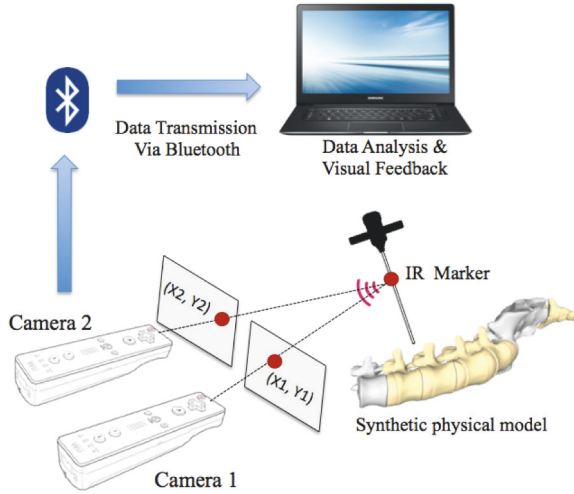 Data Transmission
Via Bluetooth
Data Analysis &
Visual Feedback
IR Marker
(X2, Y2)
Camera 2
(X1, Y1)
Synthetic physical model
Camera 1